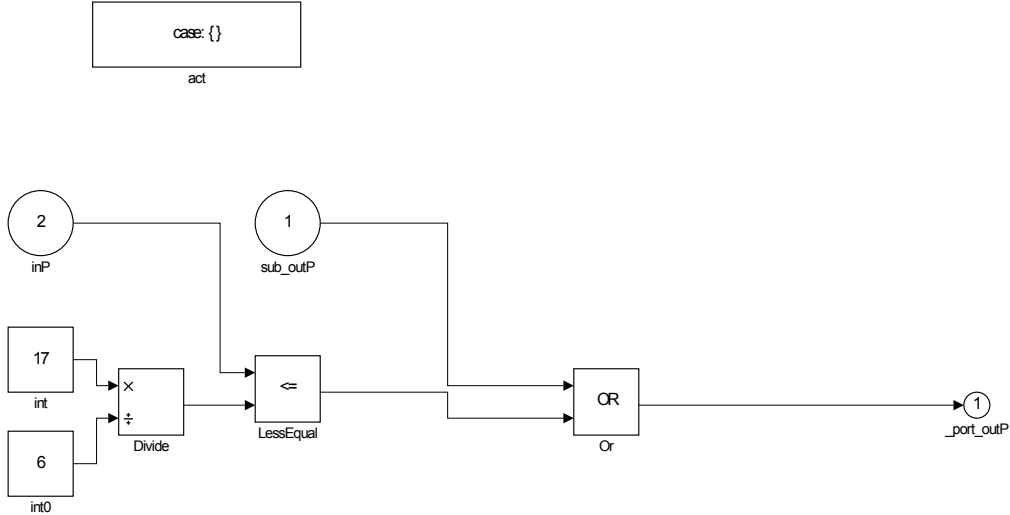 case: { }
act
2
inP
1
sub_outP
17
int
×
÷
Divide
6
int0
<=
LessEqual
OR
Or
1
_port_outP